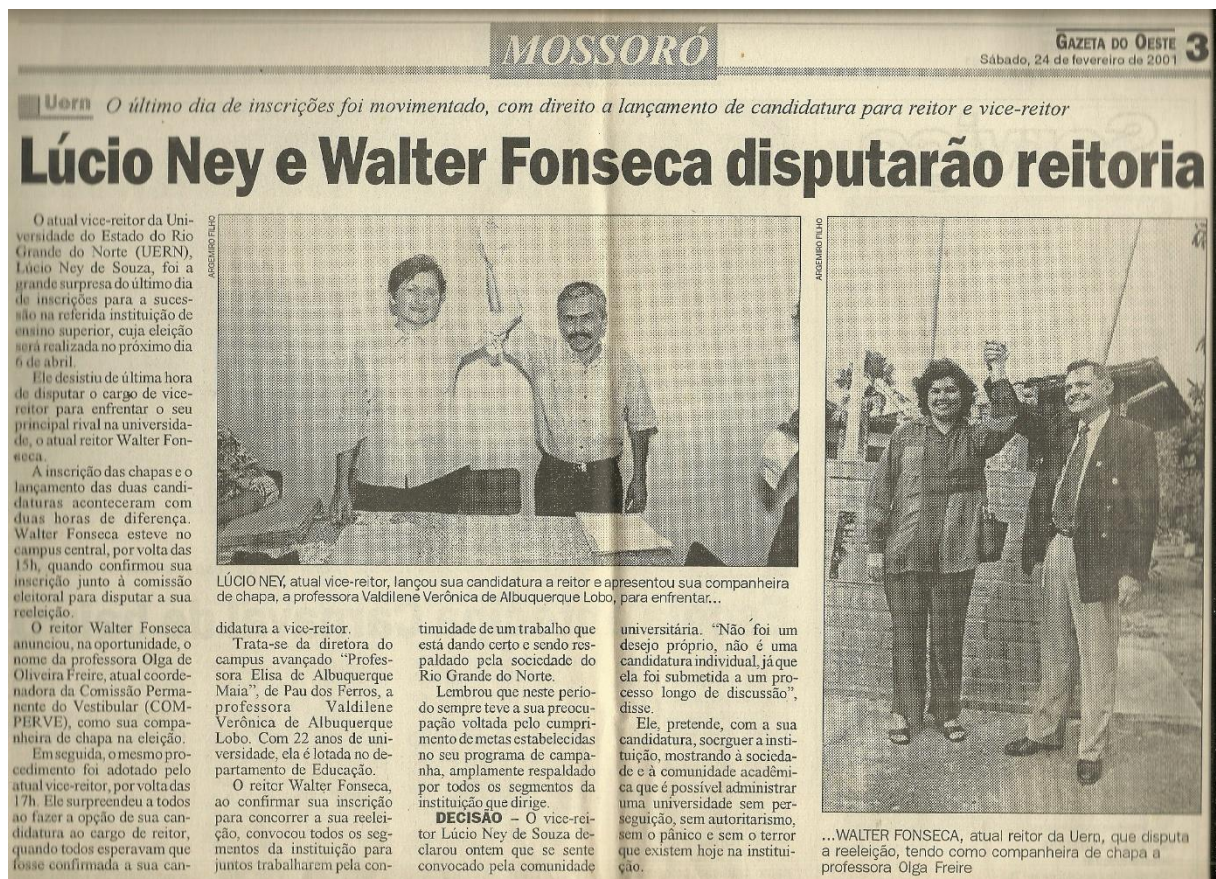 MOSSORÓ
GAZETA DO OESTE 3
Sábado, 24 de fevereiro de 2001
Uern O último dia de inscrições foi movimentado, com direito a lançamento de candidatura para reitor e vice-reitor
Lúcio Ney e Walter Fonseca disputarão reitoria
O atual vice-reitor da Uni-
versidade do Estado do Rio
Grande do Norte (UERN),
Lúcio Ney de Souza, foi a
grande surpresa do último dia
de inscrições para a suces-
são na referida instituição de
ensino superior, cuja eleição
será realizada no próximo dia
6 de abril.
Ele desistiu de última hora
de disputar o cargo de vice-
reitor para enfrentar o seu
principal rival na universida-
de, o atual reitor Walter Fon-
seca.
A inscrição das chapas e o
lançamento das duas candi-
daturas aconteceram com
duas horas de diferença.
Walter Fonseca esteve no
campus central, por volta das
15h, quando confirmou sua
inscrição junto à comissão
eleitoral para disputar a sua
reeleição.
O reitor Walter Fonseca
anunciou, na oportunidade, o
nome da professora Olga de
Oliveira Freire, atual coorde-
nadora da Comissão Perma-
nente do Vestibular (COM-
PERVE), como sua compa-
nheira de chapa na eleição.
Em seguida, o mesmo pro-
cedimento foi adotado pelo
atual vice-reitor, por volta das
17h. Ele surpreendeu a todos
ao fazer a opção de sua can-
didatura ao cargo de reitor,
quando todos esperavam que
fosse confirmada a sua can-
ARGEMIRO FILHO
LÚCIO NEY, atual vice-reitor, lançou sua candidatura a reitor e apresentou sua companheira
de chapa, a professora Valdilene Verônica de Albuquerque Lobo, para enfrentar...
didatura a vice-reitor.
Trata-se da diretora do
campus avançado “Profes-
sora Elisa de Albuquerque
Maia”, de Pau dos Ferros, a
professora Valdilene
Verônica de Albuquerque
Lobo. Com 22 anos de uni-
versidade, ela é lotada no de-
partamento de Educação.
O reitor Walter Fonseca,
ao confirmar sua inscrição
para concorrer a sua reelei-
ção, convocou todos os seg-
mentos da instituição para
juntos trabalharem pela con-
tinuidade de um trabalho que
está dando certo e sendo res-
paldado pela sociedade do
Rio Grande do Norte.
Lembrou que neste perío-
do sempre teve a sua preocu-
pação voltada pelo cumpri-
mento de metas estabelecidas
no seu programa de campa-
nha, amplamente respaldado
por todos os segmentos da
instituição que dirige.
DECISÃO – O vice-rei-
tor Lúcio Ney de Souza de-
clarou ontem que se sente
convocado pela comunidade
universitária. “Não foi um
desejo próprio, não é uma
candidatura individual, já que
ela foi submetida a um pro-
cesso longo de discussão”,
disse.
Ele, pretende, com a sua
candidatura, soerguer a insti-
tuição, mostrando à socieda-
de e à comunidade acadêmi-
ca que é possível administrar
uma universidade sem per-
seguição, sem autoritarismo,
sem o pânico e sem o terror
que existem hoje na institui-
ção.
ARGEMIRO FILHO
...WALTER FONSECA, atual reitor da Uern, que disputa
a reeleição, tendo como companheira de chapa a
professora Olga Freire